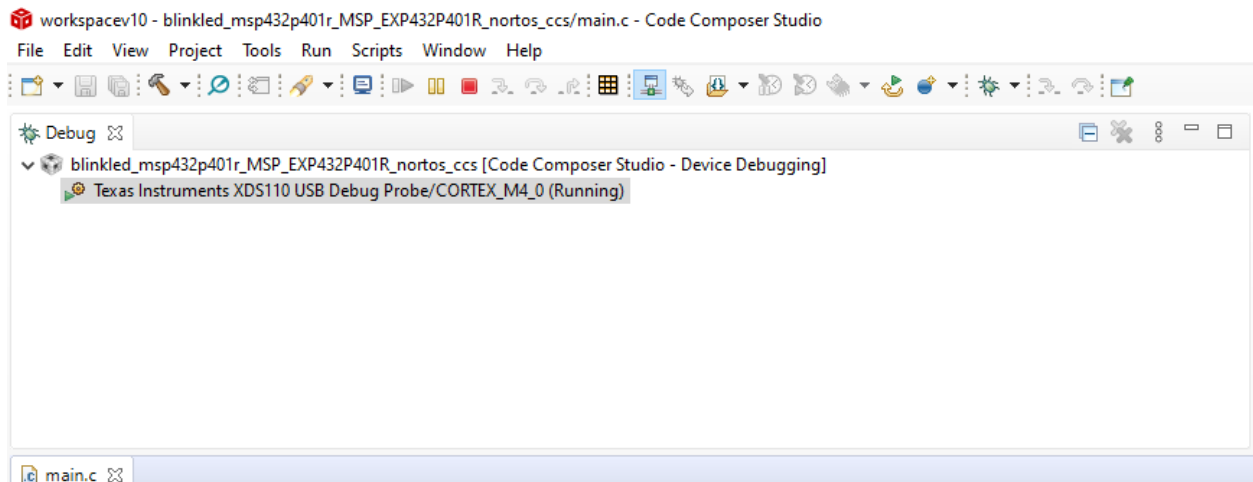 workspacev10 - blinkled_msp432p401r_MSP_EXP432P401R_nortos_ccs/main.c - Code Composer Studio
File Edit View Project Tools Run Scripts Window Help
Debug
blinkled_msp432p401r_MSP_EXP432P401R_nortos_ccs [Code Composer Studio - Device Debugging]
Texas Instruments XDS110 USB Debug Probe/CORTEX_M4_0 (Running)
main.c